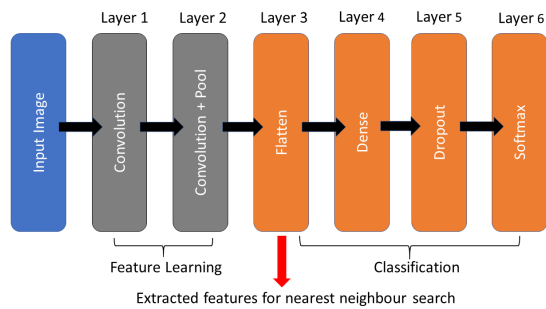 Layer 1
Layer 2
Layer 3
Layer 4
Layer 5
Layer 6
Input Image
Convolution
Convolution + Pool
Flatten
Dense
Dropout
Softmax
Feature Learning
Classification
Extracted features for nearest neighbour search